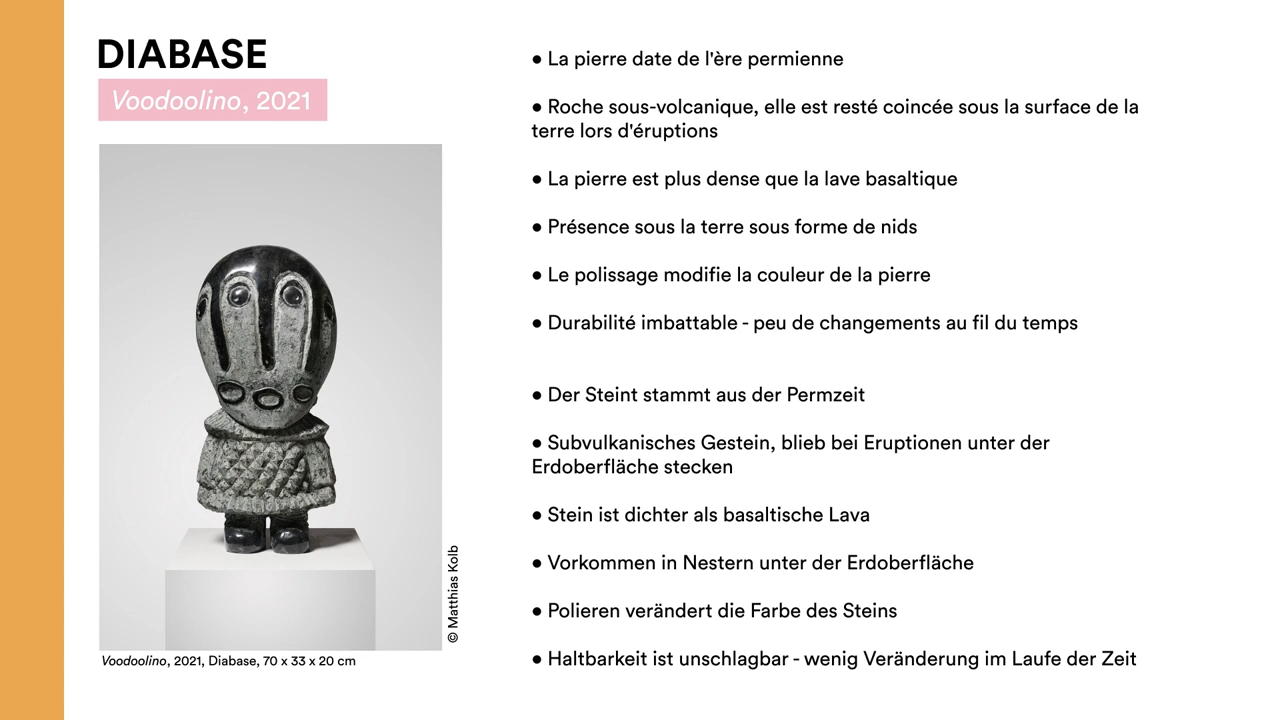 DIABASE
Voodoolino, 2021
© Matthias Kolb
Voodoolino, 2021, Diabase, 70 x 33 x 20 cm
● La pierre date de l'ère permienne
● Roche sous-volcanique, elle est resté coincée sous la surface de la
terre lors d'éruptions
● La pierre est plus dense que la lave basaltique
● Présence sous la terre sous forme de nids
● Le polissage modifie la couleur de la pierre
● Durabilité imbattable - peu de changements au fil du temps
● Der Steint stammt aus der Permzeit
● Subvulkanisches Gestein, blieb bei Eruptionen unter der
Erdoberfläche stecken
● Stein ist dichter als basaltische Lava
● Vorkommen in Nestern unter der Erdoberfläche
● Polieren verändert die Farbe des Steins
● Haltbarkeit ist unschlagbar - wenig Veränderung im Laufe der Zeit